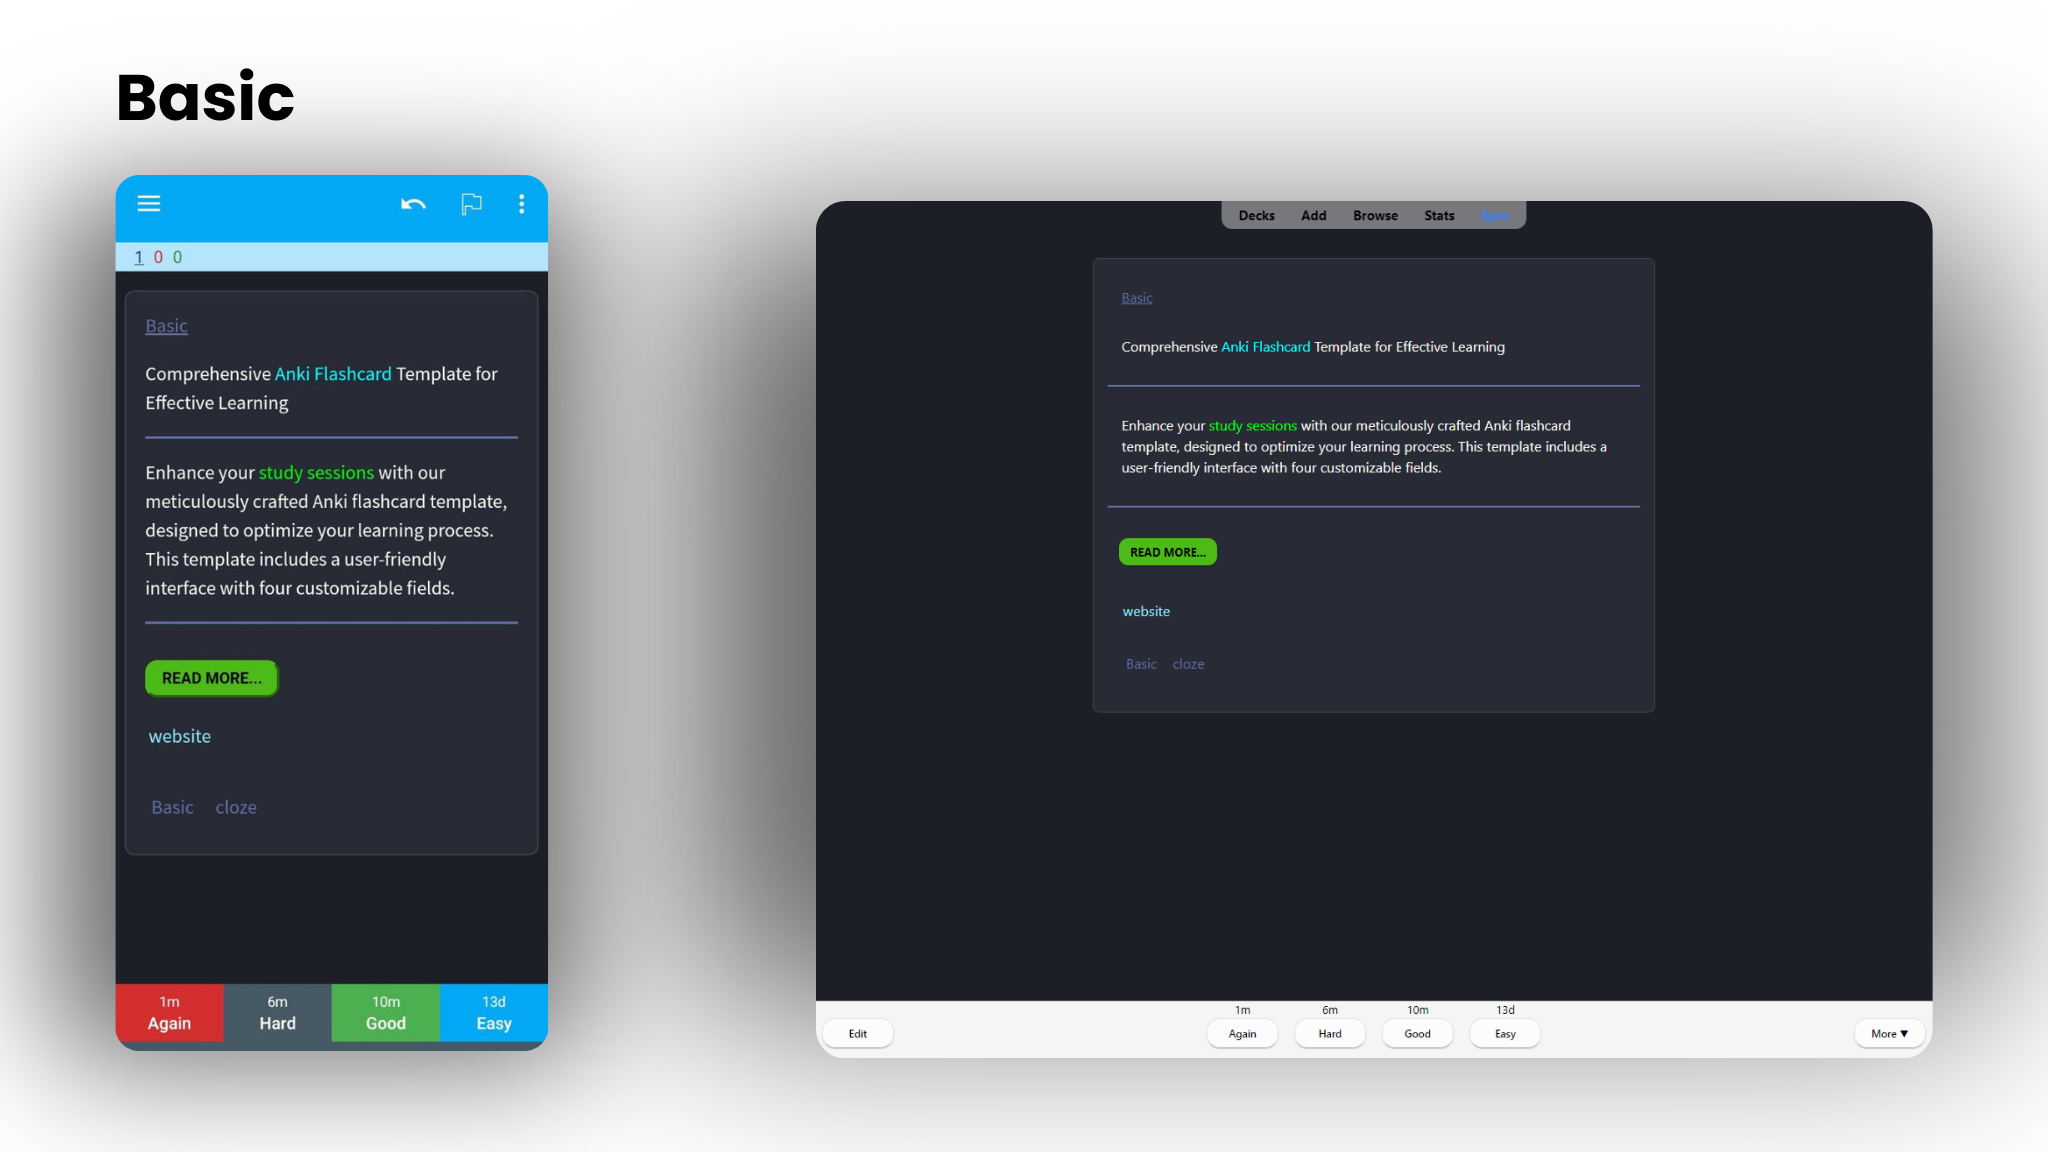 Basic
1 0 0
Basic
Comprehensive Anki Flashcard Template for
Effective Learning
Enhance your study sessions with our
meticulously crafted Anki flashcard template,
designed to optimize your learning process.
This template includes a user-friendly
interface with four customizable fields.
READ MORE...
website
Basic cloze
1m 6m 10m 13d
Again Hard Good Easy
Decks Add Browse Stats Sync
Basic
Comprehensive Anki Flashcard Template for Effective Learning
Enhance your study sessions with our meticulously crafted Anki flashcard
template, designed to optimize your learning process. This template includes a
user-friendly interface with four customizable fields.
READ MORE...
website
Basic cloze
1m 6m 10m 13d
Edit Again Hard Good Easy More ▼